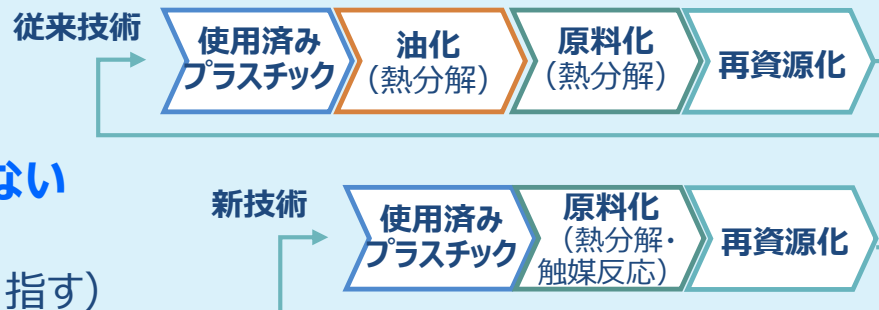 従来技術
使用済み
プラスチック
油化
（熱分解）
原料化
（熱分解）
再資源化
ない
指す）
新技術
使用済み
プラスチック
原料化
（熱分解・
触媒反応）
再資源化